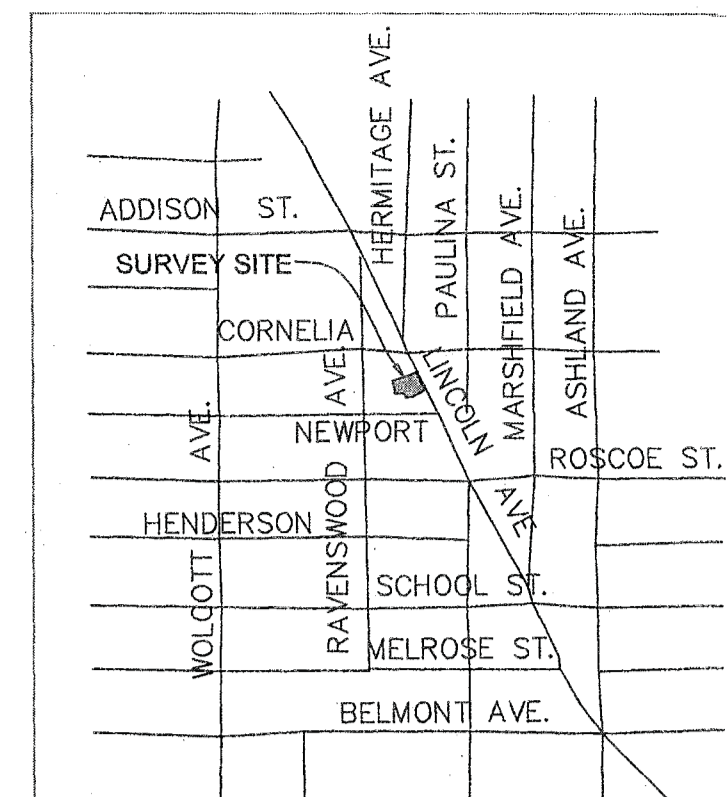 HERMITAGE AVE.
PAULINA ST.
MARSHFIELD AVE.
ASHLAND AVE.
ADDISON ST.
SURVEY SITE
CORNELIA
LINCOLN AVE
NEWPORT
ROSCOE ST.
WOLCOTT AVE.
RAVENSWOOD AVE.
HENDERSON
SCHOOL ST.
MELROSE ST.
BELMONT AVE.